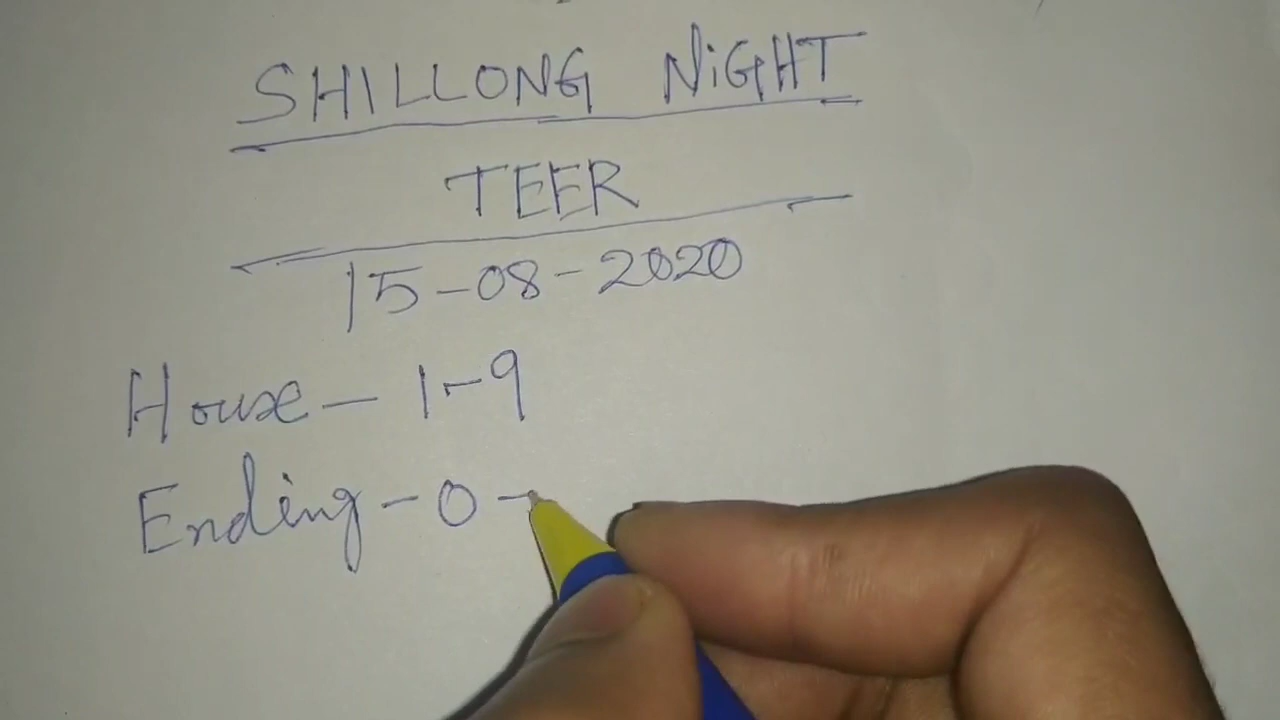 SHILLONG NiGHT
TEER
15-08-2020
House - 1-9
Ending - 0 -